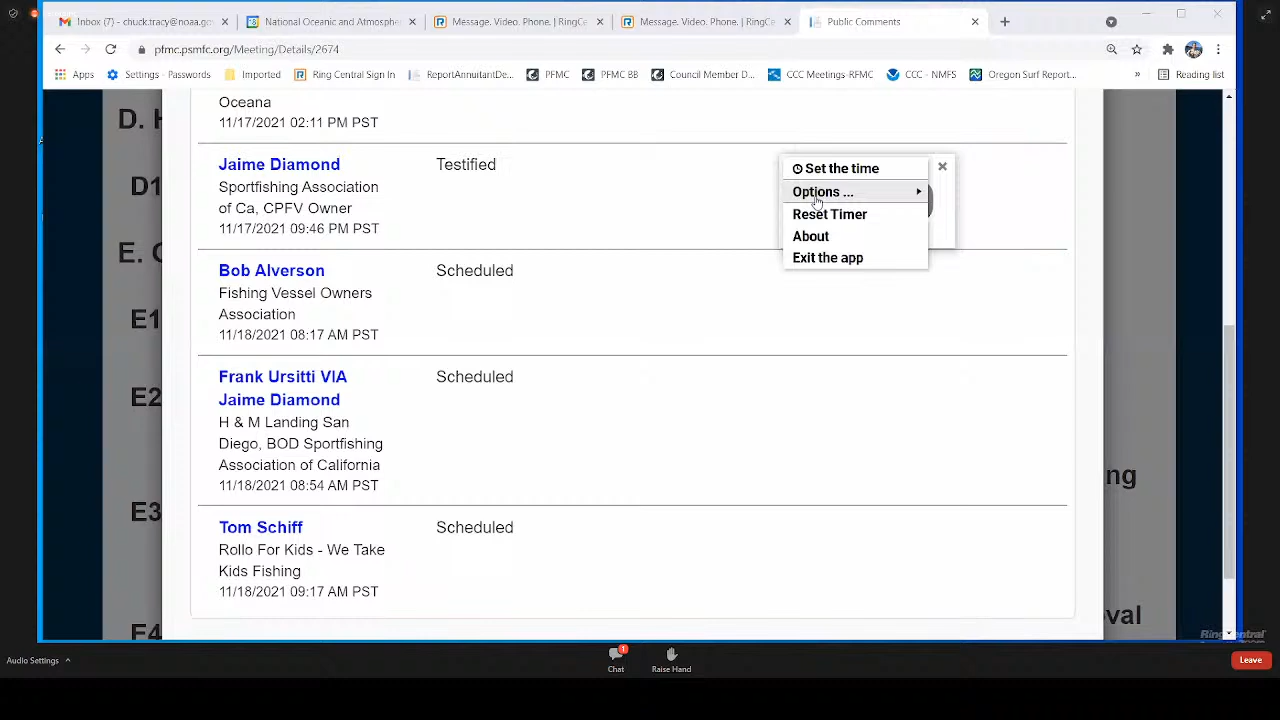 Inbox (7) - chuck.tracy@noaa.gov
National Oceanic and Atmospher
Message. Video. Phone. | RingCe
Message. Video. Phone. | RingCe
Public Comments
pfmc.psmfc.org/Meeting/Details/2674
Apps
Settings - Passwords
Imported
Ring Central Sign In
ReportAnnuitantDe...
PFMC
PFMC BB
Council Member D...
CCC Meetings-RFMC
CCC - NMFS
Oregon Surf Report...
»
Reading list
D. H
D1
E. C
E1
E2
E3
E4
Oceana
11/17/2021 02:11 PM PST
Jaime Diamond
Testified
Sportfishing Association
of Ca, CPFV Owner
11/17/2021 09:46 PM PST
Set the time
Options ...
Reset Timer
About
Exit the app
Bob Alverson
Scheduled
Fishing Vessel Owners
Association
11/18/2021 08:17 AM PST
Frank Ursitti VIA
Jaime Diamond
Scheduled
H & M Landing San
Diego, BOD Sportfishing
Association of California
11/18/2021 08:54 AM PST
ng
Tom Schiff
Scheduled
Rollo For Kids - We Take
Kids Fishing
11/18/2021 09:17 AM PST
oval
RingCentral
Audio Settings
1
Chat
Raise Hand
Leave